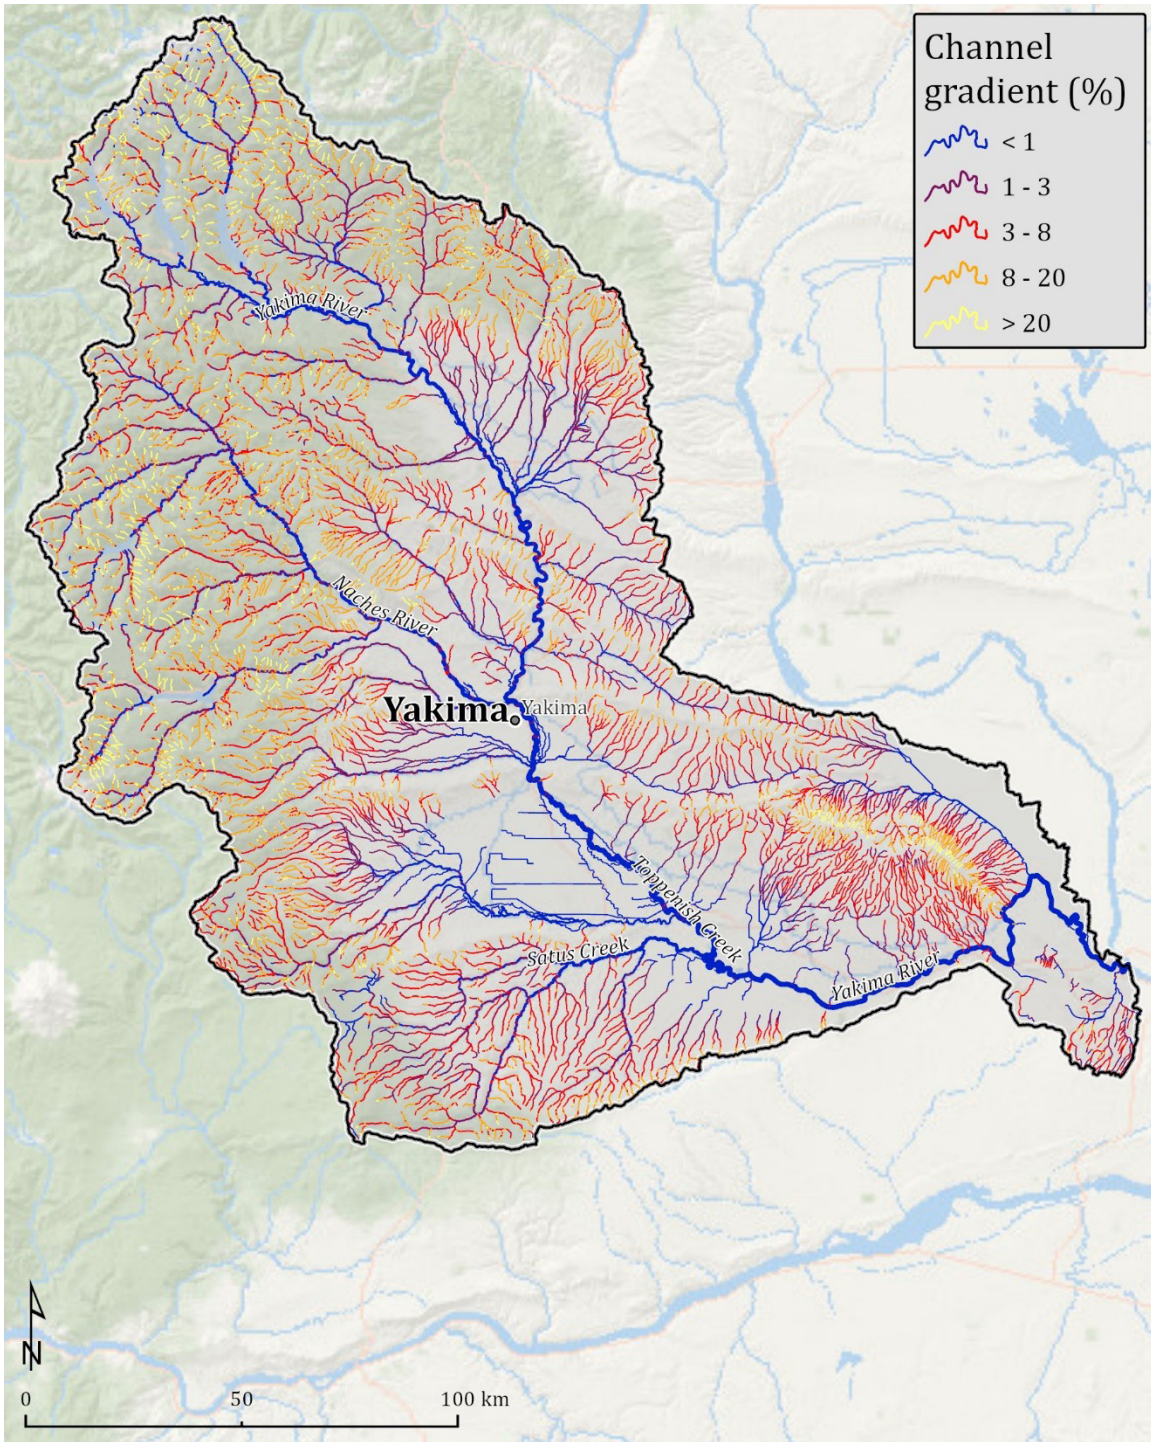 Channel
gradient (%)
< 1
1 - 3
3 - 8
8 - 20
> 20
Yakima River
Naches River
Yakima
Yakima
Toppenish Creek
Satus Creek
Yakima River
N
0 50 100 km